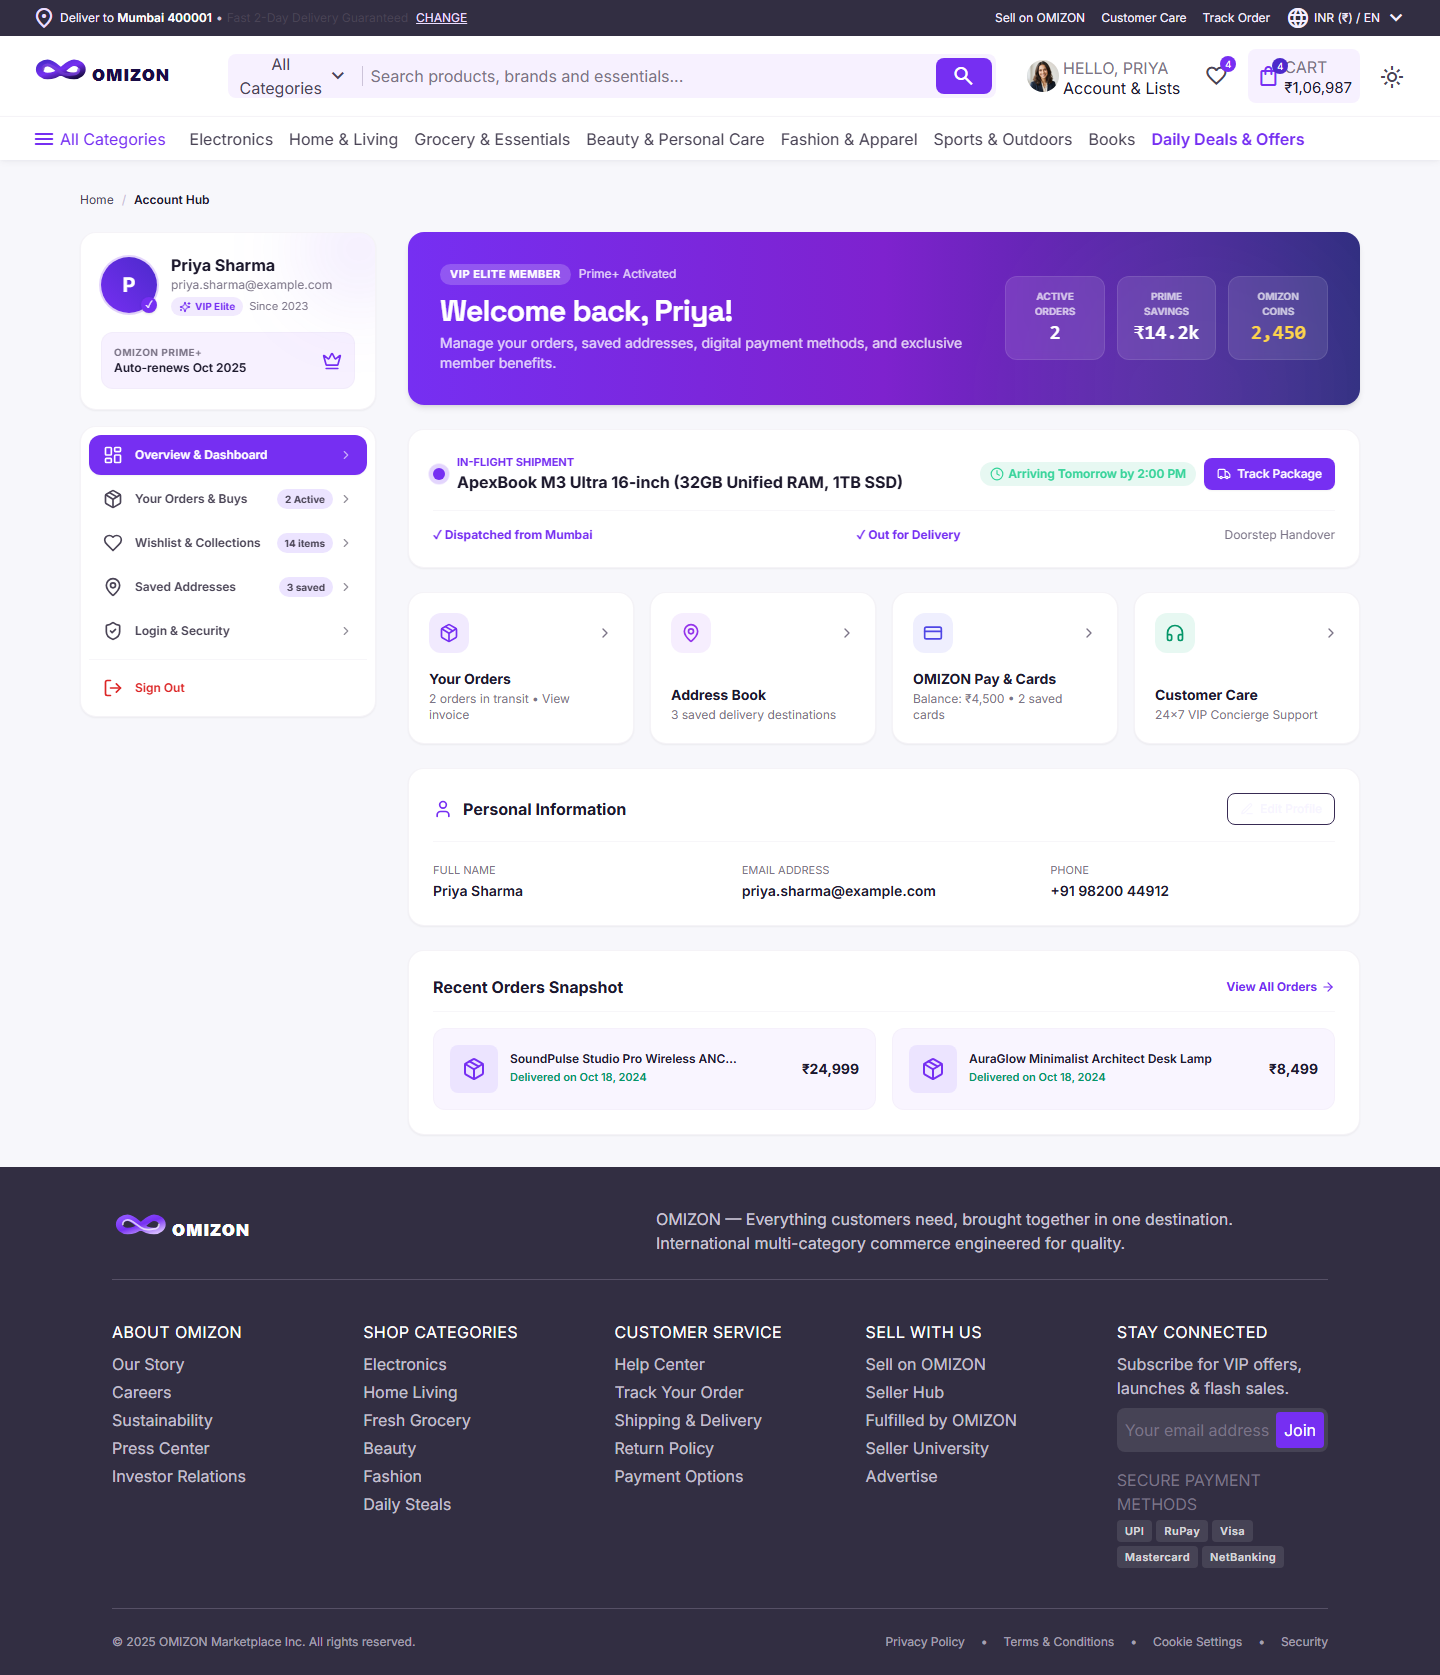 Deliver to Mumbai 400001 • Fast 2-Day Delivery Guaranteed CHANGE
Sell on OMIZON Customer Care Track Order INR (₹) / EN
OMIZON
All Categories
Search products, brands and essentials...
HELLO, PRIYA
Account & Lists
4
4
CART
₹1,06,987
All Categories Electronics Home & Living Grocery & Essentials Beauty & Personal Care Fashion & Apparel Sports & Outdoors Books Daily Deals & Offers
Home / Account Hub
P
Priya Sharma
priya.sharma@example.com
VIP Elite Since 2023
OMIZON PRIME+
Auto-renews Oct 2025
Overview & Dashboard
Your Orders & Buys 2 Active
Wishlist & Collections 14 items
Saved Addresses 3 saved
Login & Security
Sign Out
VIP ELITE MEMBER Prime+ Activated
Welcome back, Priya!
Manage your orders, saved addresses, digital payment methods, and exclusive
member benefits.
ACTIVE
ORDERS
2
PRIME
SAVINGS
₹14.2k
OMIZON
COINS
2,450
IN-FLIGHT SHIPMENT
ApexBook M3 Ultra 16-inch (32GB Unified RAM, 1TB SSD)
Arriving Tomorrow by 2:00 PM
Track Package
✓ Dispatched from Mumbai
✓ Out for Delivery
Doorstep Handover
Your Orders
2 orders in transit • View
invoice
Address Book
3 saved delivery destinations
OMIZON Pay & Cards
Balance: ₹4,500 • 2 saved
cards
Customer Care
24×7 VIP Concierge Support
Personal Information
Edit Profile
FULL NAME
Priya Sharma
EMAIL ADDRESS
priya.sharma@example.com
PHONE
+91 98200 44912
Recent Orders Snapshot
View All Orders →
SoundPulse Studio Pro Wireless ANC...
Delivered on Oct 18, 2024
₹24,999
AuraGlow Minimalist Architect Desk Lamp
Delivered on Oct 18, 2024
₹8,499
OMIZON
OMIZON — Everything customers need, brought together in one destination.
International multi-category commerce engineered for quality.
ABOUT OMIZON
Our Story
Careers
Sustainability
Press Center
Investor Relations
SHOP CATEGORIES
Electronics
Home Living
Fresh Grocery
Beauty
Fashion
Daily Steals
CUSTOMER SERVICE
Help Center
Track Your Order
Shipping & Delivery
Return Policy
Payment Options
SELL WITH US
Sell on OMIZON
Seller Hub
Fulfilled by OMIZON
Seller University
Advertise
STAY CONNECTED
Subscribe for VIP offers,
launches & flash sales.
Your email address Join
SECURE PAYMENT
METHODS
UPI RuPay Visa
Mastercard NetBanking
© 2025 OMIZON Marketplace Inc. All rights reserved.
Privacy Policy • Terms & Conditions • Cookie Settings • Security